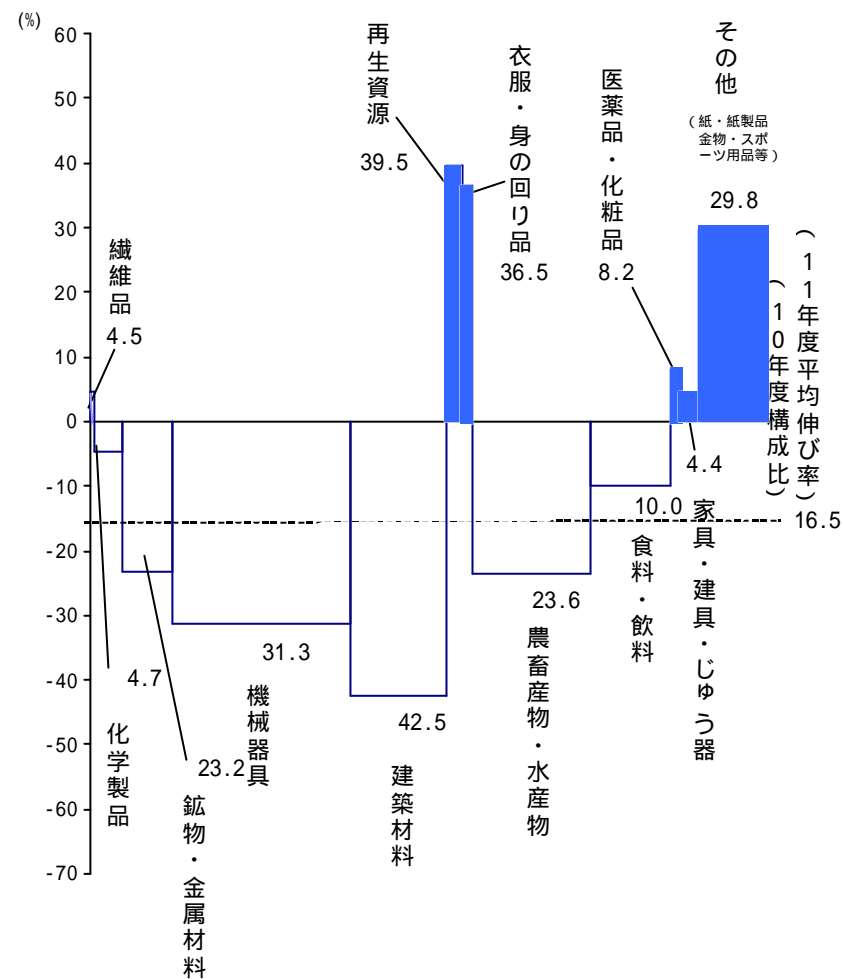 (%)
60
50
40
30
20
10
0
-10
-20
-30
-40
-50
-60
-70
繊維品
4.5
化学製品
4.7
鉱物・金属材料
23.2
機械器具
31.3
建築材料
42.5
再生資源
39.5
衣服・身の回り品
36.5
農畜産物・水産物
23.6
食料・飲料
10.0
医薬品・化粧品
8.2
家具・建具・じゅう器
4.4
その他
(紙・紙製品
金物・スポ
ーツ用品等)
29.8
(11年度平均伸び率)
(10年度構成比)
16.5